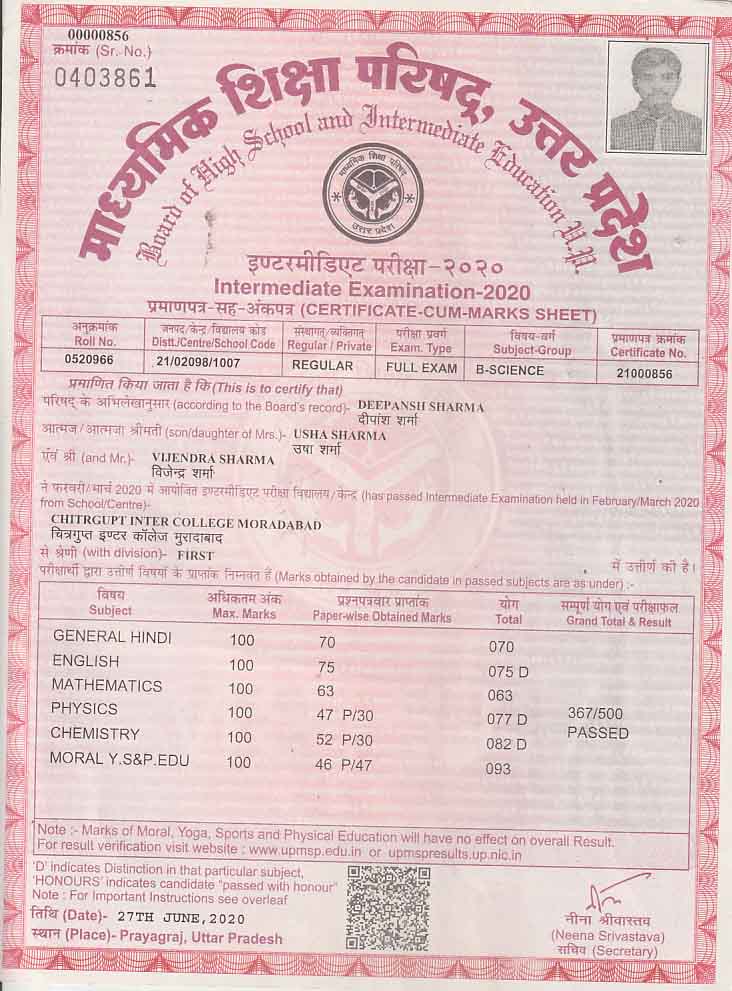 00000856
क्रमांक (Sr. No.)
0403861
माध्यमिक शिक्षा परिषद्, उत्तर प्रदेश
Board of High School and Intermediate Education U.P.
माध्यमिक शिक्षा परिषद
उत्तर प्रदेश
इण्टरमीडिएट परीक्षा-२०२०
Intermediate Examination-2020
प्रमाणपत्र-सह-अंकपत्र (CERTIFICATE-CUM-MARKS SHEET)
अनुक्रमांक जनपद/केन्द्र/विद्यालय कोड संस्थागत/व्यक्तिगत परीक्षा प्रवर्ग विषय-वर्ग प्रमाणपत्र क्रमांक
Roll No. Distt./Centre/School Code Regular / Private Exam. Type Subject-Group Certificate No.
0520966 21/02098/1007 REGULAR FULL EXAM B-SCIENCE 21000856
प्रमाणित किया जाता है कि (This is to certify that)
परिषद् के अभिलेखानुसार (according to the Board's record)- DEEPANSH SHARMA
दीपांश शर्मा
आत्मज/आत्मजा श्रीमती (son/daughter of Mrs.)- USHA SHARMA
उषा शर्मा
एवं श्री (and Mr.)- VIJENDRA SHARMA
विजेन्द्र शर्मा
ने फरवरी/मार्च 2020 में आयोजित इण्टरमीडिएट परीक्षा विद्यालय/केन्द्र (has passed Intermediate Examination held in February/March 2020
from School/Centre)-
CHITRGUPT INTER COLLEGE MORADABAD
चित्रगुप्त इण्टर कॉलेज मुरादाबाद
से श्रेणी (with division)- FIRST में उत्तीर्ण की है।
परीक्षार्थी द्वारा उत्तीर्ण विषयों के प्राप्तांक निम्नवत हैं (Marks obtained by the candidate in passed subjects are as under) :-
विषय अधिकतम अंक प्रश्नपत्रवार प्राप्तांक योग सम्पूर्ण योग एवं परीक्षाफल
Subject Max. Marks Paper-wise Obtained Marks Total Grand Total & Result
GENERAL HINDI 100 70 070
ENGLISH 100 75 075 D
MATHEMATICS 100 63 063
PHYSICS 100 47 P/30 077 D 367/500
CHEMISTRY 100 52 P/30 082 D PASSED
MORAL Y.S&P.EDU 100 46 P/47 093
Note :- Marks of Moral, Yoga, Sports and Physical Education will have no effect on overall Result.
For result verification visit website : www.upmsp.edu.in or upmspresults.up.nic.in
'D' indicates Distinction in that particular subject,
'HONOURS' indicates candidate "passed with honour"
Note : For Important Instructions see overleaf
तिथि (Date)- 27TH JUNE,2020
स्थान (Place)- Prayagraj, Uttar Pradesh
नीना श्रीवास्तव
(Neena Srivastava)
सचिव (Secretary)